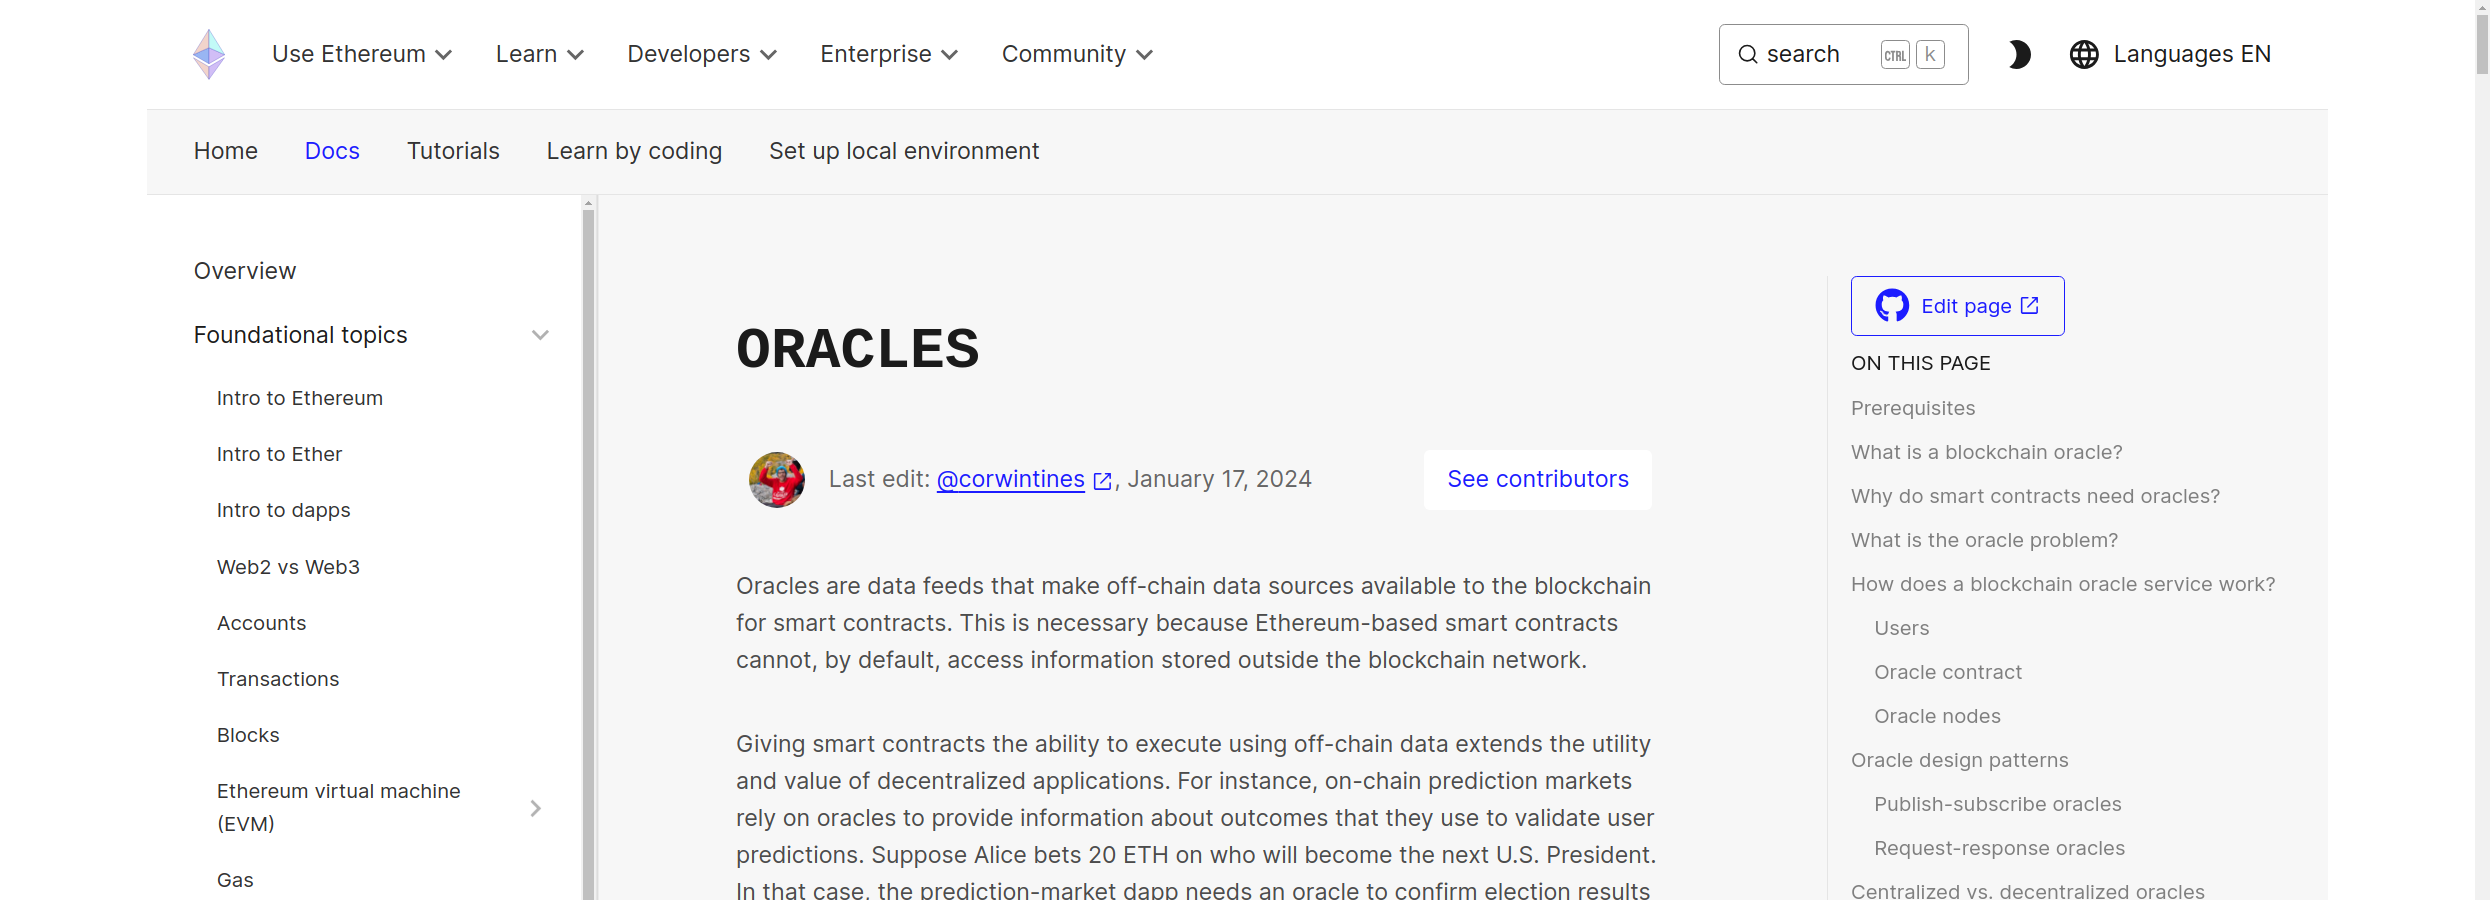 Use Ethereum Learn Developers Enterprise Community search CTRL k Languages EN
Home Docs Tutorials Learn by coding Set up local environment
Overview
Foundational topics
Intro to Ethereum
Intro to Ether
Intro to dapps
Web2 vs Web3
Accounts
Transactions
Blocks
Ethereum virtual machine
(EVM)
Gas
ORACLES
Last edit: @corwintines , January 17, 2024 See contributors
Oracles are data feeds that make off-chain data sources available to the blockchain
for smart contracts. This is necessary because Ethereum-based smart contracts
cannot, by default, access information stored outside the blockchain network.
Giving smart contracts the ability to execute using off-chain data extends the utility
and value of decentralized applications. For instance, on-chain prediction markets
rely on oracles to provide information about outcomes that they use to validate user
predictions. Suppose Alice bets 20 ETH on who will become the next U.S. President.
In that case, the prediction-market dapp needs an oracle to confirm election results
Edit page
ON THIS PAGE
Prerequisites
What is a blockchain oracle?
Why do smart contracts need oracles?
What is the oracle problem?
How does a blockchain oracle service work?
Users
Oracle contract
Oracle nodes
Oracle design patterns
Publish-subscribe oracles
Request-response oracles
Centralized vs. decentralized oracles